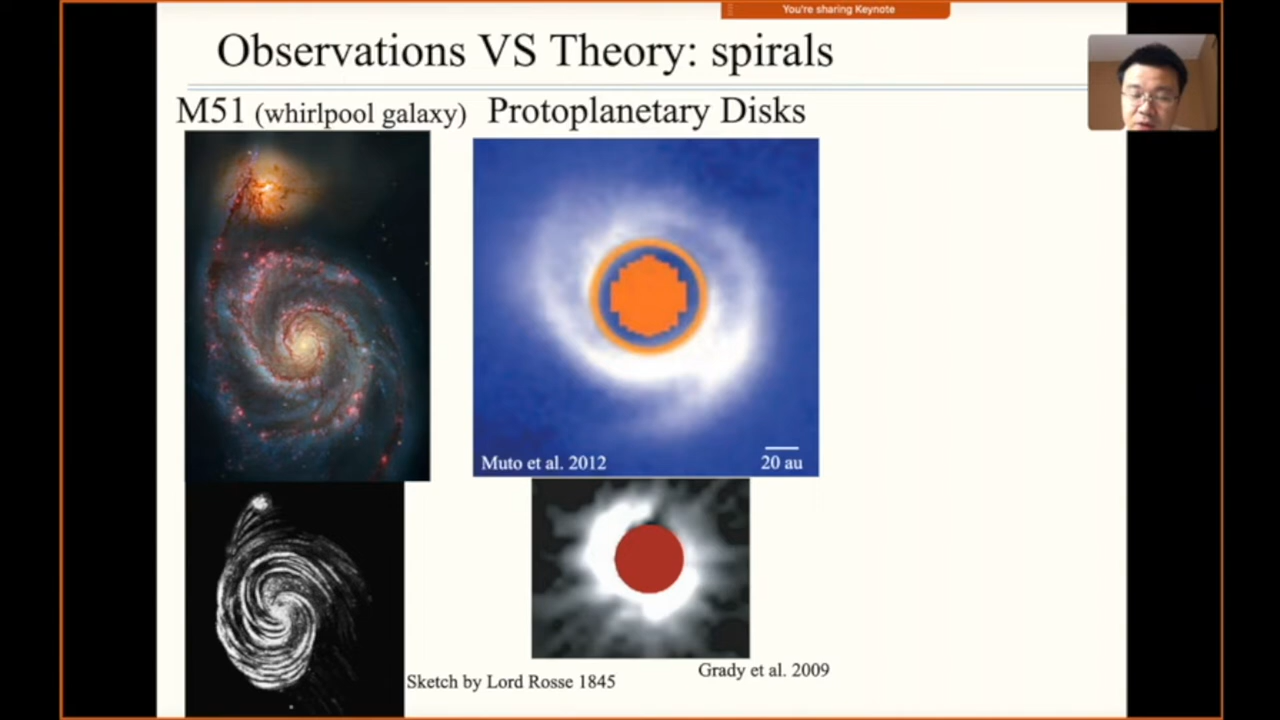 You're sharing Keynote
Observations VS Theory: spirals
M51 (whirlpool galaxy) Protoplanetary Disks
Muto et al. 2012
20 au
Grady et al. 2009
Sketch by Lord Rosse 1845